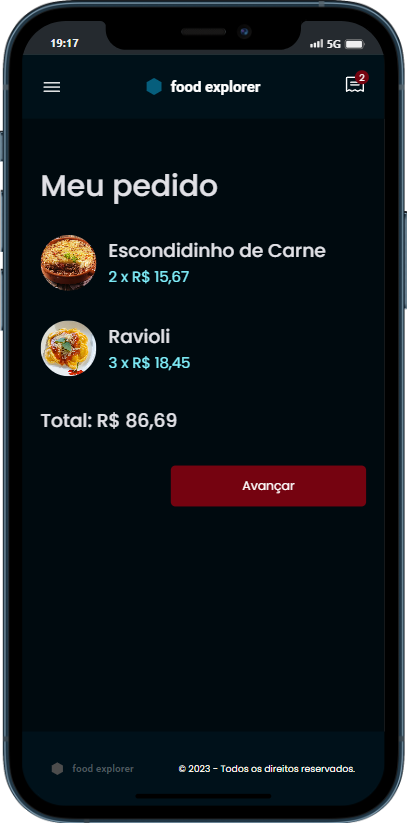 19:17
5G
food explorer
2
Meu pedido
Escondidinho de Carne
2 x R$ 15,67
Ravioli
3 x R$ 18,45
Total: R$ 86,69
Avançar
food explorer
© 2023 - Todos os direitos reservados.